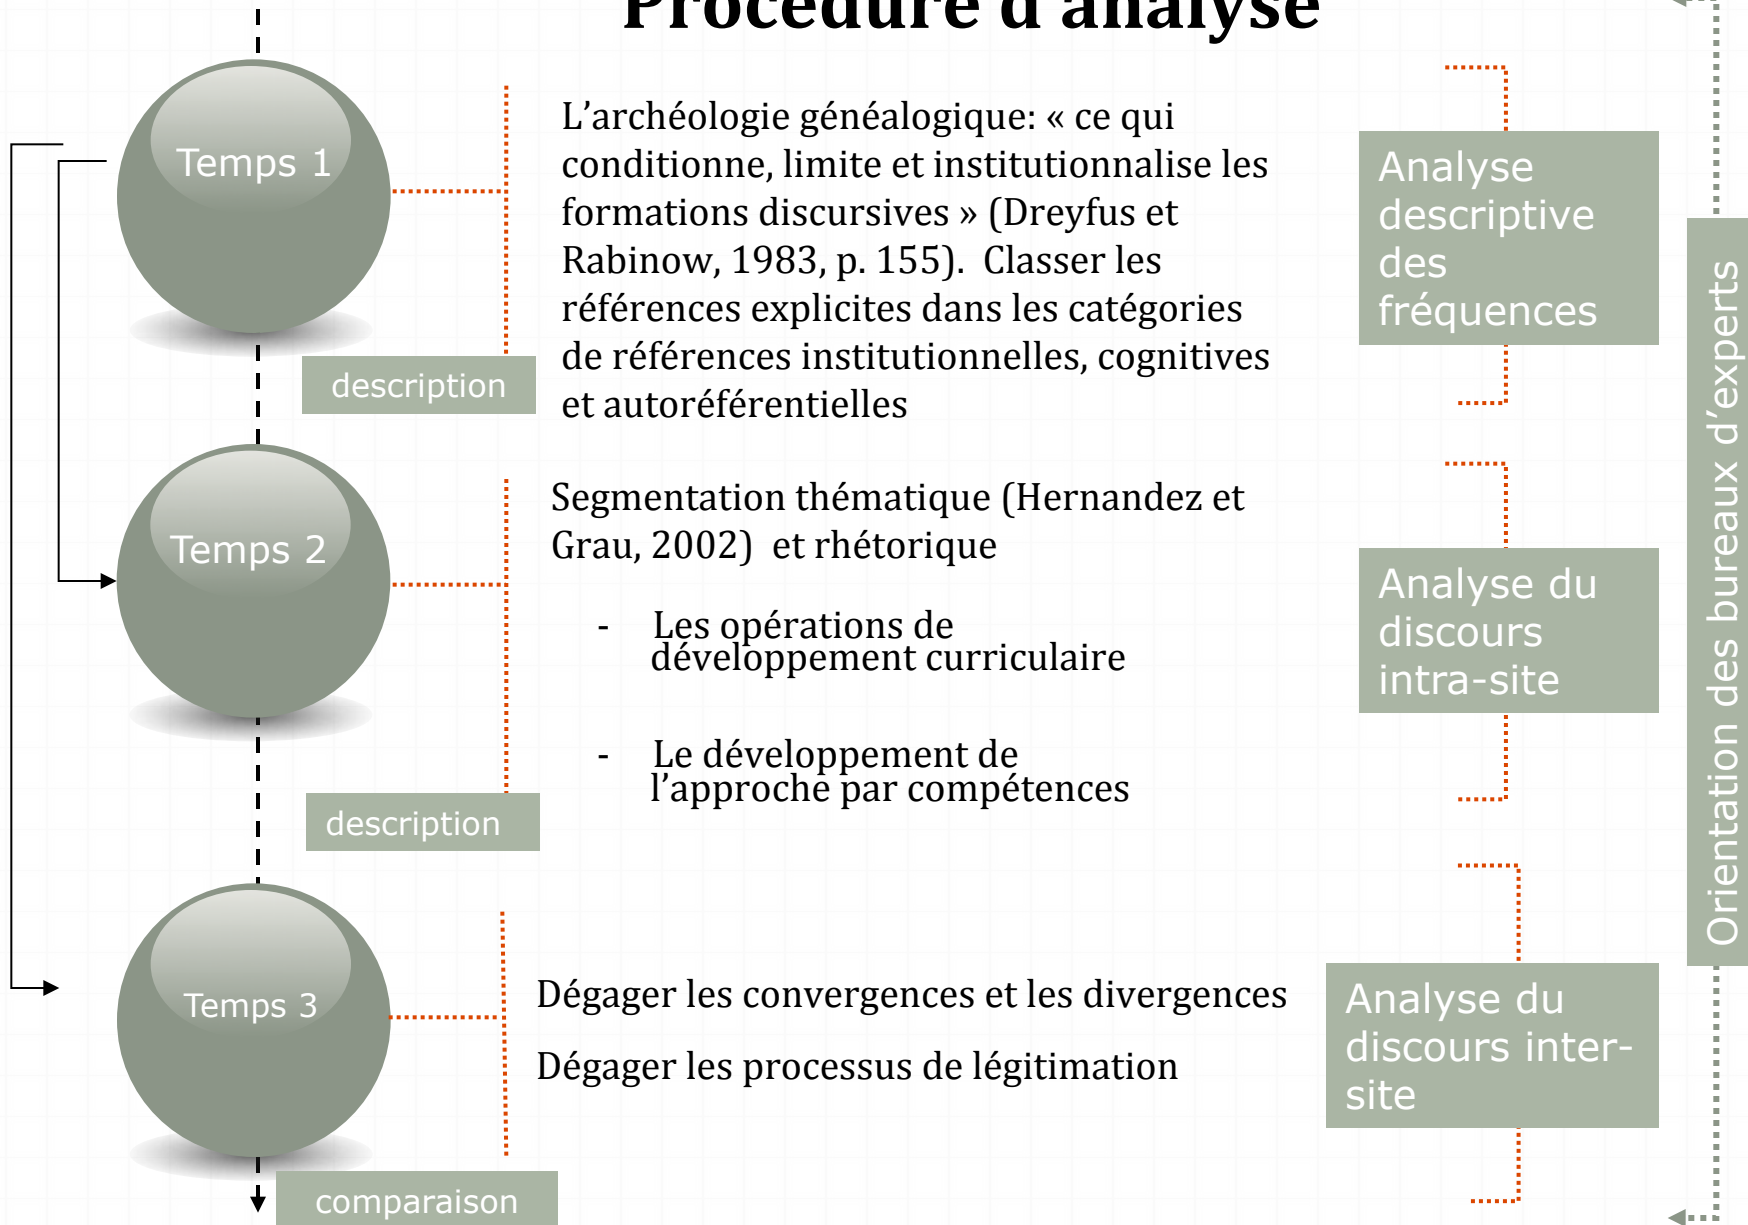 Procédure d'analyse
Temps 1
L’archéologie généalogique: « ce qui
conditionne, limite et institutionnalise les
formations discursives » (Dreyfus et
Rabinow, 1983, p. 155).  Classer les
références explicites dans les catégories
de références institutionnelles, cognitives
et autoréférentielles
description
Analyse
descriptive
des
fréquences
Temps 2
Segmentation thématique (Hernandez et
Grau, 2002)  et rhétorique
- Les opérations de
développement curriculaire
- Le développement de
l’approche par compétences
description
Analyse du
discours
intra-site
Temps 3
Dégager les convergences et les divergences
Dégager les processus de légitimation
comparaison
Analyse du
discours inter-
site
Orientation des bureaux d’experts